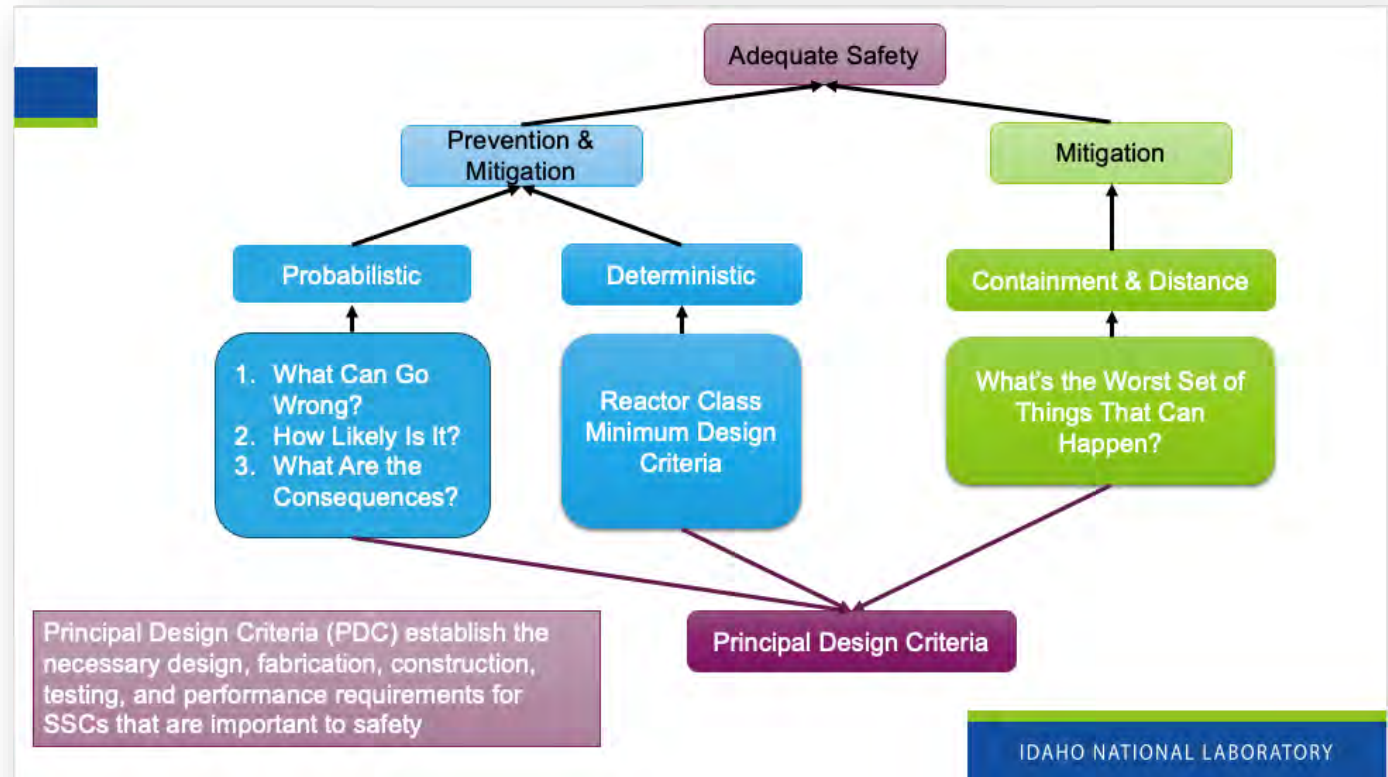 Adequate Safety
Prevention &
Mitigation
Mitigation
Probabilistic
Deterministic
Containment & Distance
1. What Can Go
Wrong?
2. How Likely Is It?
3. What Are the
Consequences?
Reactor Class
Minimum Design
Criteria
What's the Worst Set of
Things That Can
Happen?
Principal Design Criteria (PDC) establish the
necessary design, fabrication, construction,
testing, and performance requirements for
SSCs that are important to safety
Principal Design Criteria
IDAHO NATIONAL LABORATORY